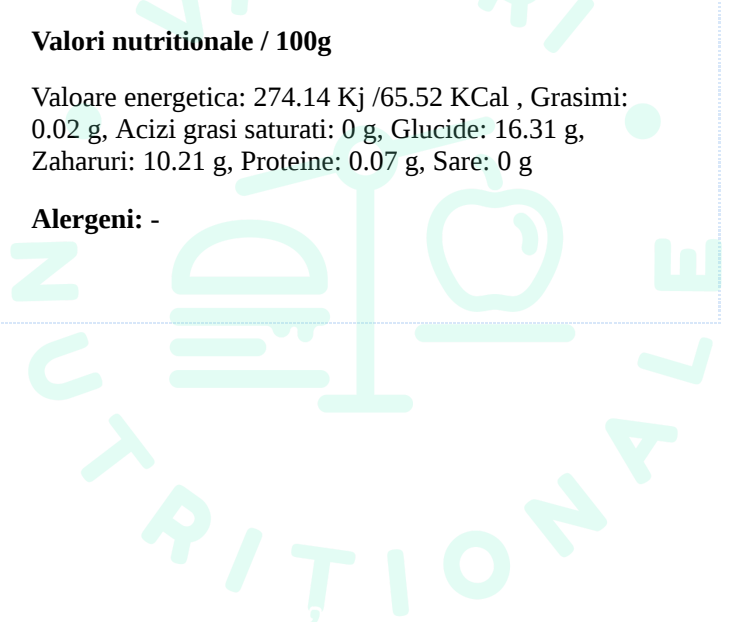 Valori nutritionale / 100g
Valoare energetica: 274.14 Kj /65.52 KCal , Grasimi:
0.02 g, Acizi grasi saturati: 0 g, Glucide: 16.31 g,
Zaharuri: 10.21 g, Proteine: 0.07 g, Sare: 0 g
Alergeni: -
NUTRITIONALE